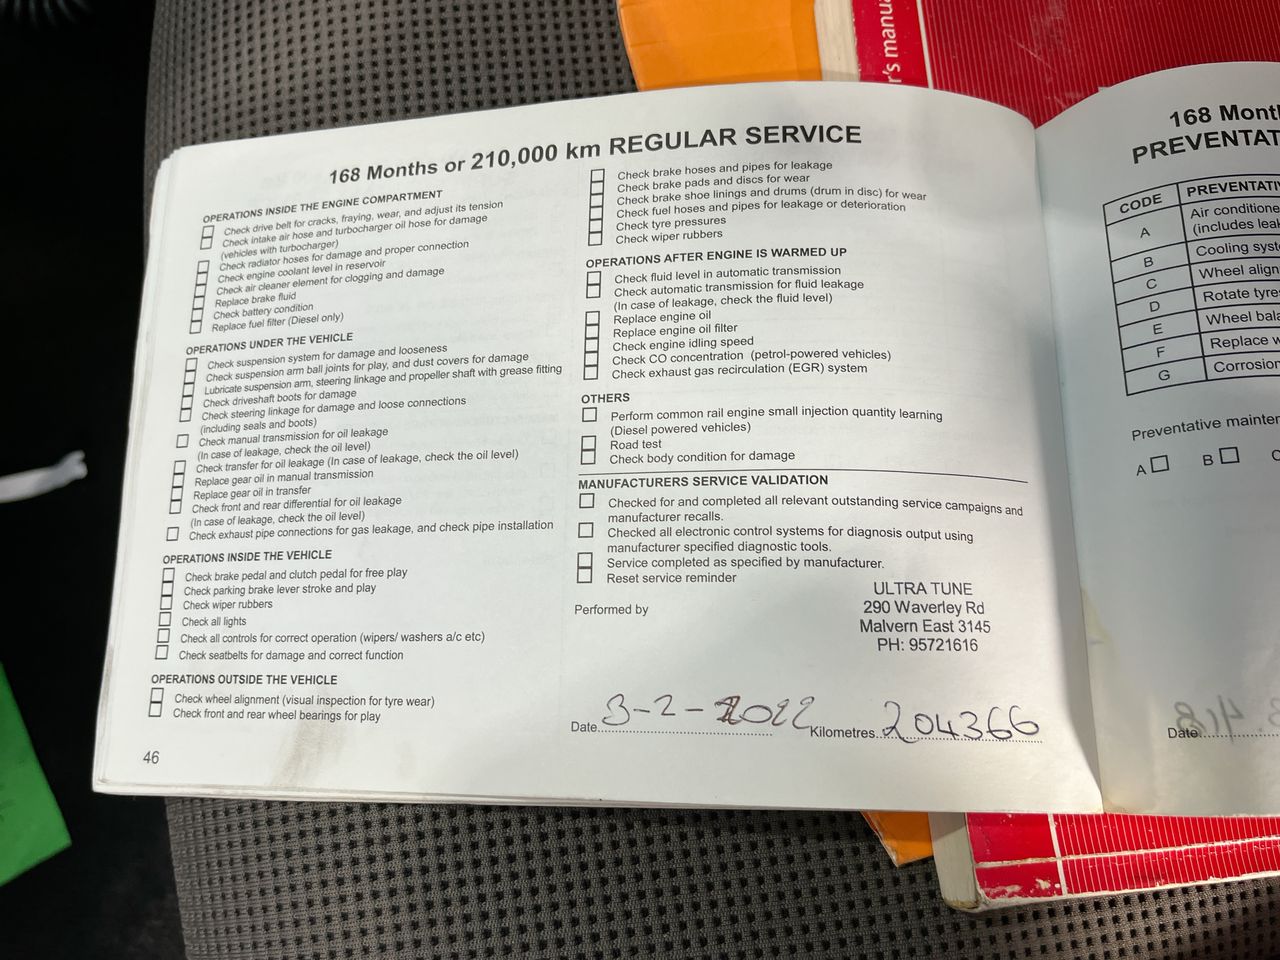 r's manua
168 Months or 210,000 km REGULAR SERVICE
OPERATIONS INSIDE THE ENGINE COMPARTMENT
Check drive belt for cracks, fraying, wear, and adjust its tension
Check intake air hose and turbocharger oil hose for damage
(vehicles with turbocharger)
Check radiator hoses for damage and proper connection
Check engine coolant level in reservoir
Check air cleaner element for clogging and damage
Replace brake fluid
Check battery condition
Replace fuel filter (Diesel only)
OPERATIONS UNDER THE VEHICLE
Check suspension system for damage and looseness
Check suspension arm ball joints for play, and dust covers for damage
Lubricate suspension arm, steering linkage and propeller shaft with grease fitting
Check driveshaft boots for damage
Check steering linkage for damage and loose connections
(including seals and boots)
Check manual transmission for oil leakage
(In case of leakage, check the oil level)
Check transfer for oil leakage (In case of leakage, check the oil level)
Replace gear oil in manual transmission
Replace gear oil in transfer
Check front and rear differential for oil leakage
(In case of leakage, check the oil level)
Check exhaust pipe connections for gas leakage, and check pipe installation
OPERATIONS INSIDE THE VEHICLE
Check brake pedal and clutch pedal for free play
Check parking brake lever stroke and play
Check wiper rubbers
Check all lights
Check all controls for correct operation (wipers/ washers a/c etc)
Check seatbelts for damage and correct function
OPERATIONS OUTSIDE THE VEHICLE
Check wheel alignment (visual inspection for tyre wear)
Check front and rear wheel bearings for play
46
Check brake hoses and pipes for leakage
Check brake pads and discs for wear
Check brake shoe linings and drums (drum in disc) for wear
Check fuel hoses and pipes for leakage or deterioration
Check tyre pressures
Check wiper rubbers
OPERATIONS AFTER ENGINE IS WARMED UP
Check fluid level in automatic transmission
Check automatic transmission for fluid leakage
(In case of leakage, check the fluid level)
Replace engine oil
Replace engine oil filter
Check engine idling speed
Check CO concentration (petrol-powered vehicles)
Check exhaust gas recirculation (EGR) system
OTHERS
Perform common rail engine small injection quantity learning
(Diesel powered vehicles)
Road test
Check body condition for damage
MANUFACTURERS SERVICE VALIDATION
Checked for and completed all relevant outstanding service campaigns and
manufacturer recalls.
Checked all electronic control systems for diagnosis output using
manufacturer specified diagnostic tools.
Service completed as specified by manufacturer.
Reset service reminder
Performed by
ULTRA TUNE
290 Waverley Rd
Malvern East 3145
PH: 95721616
Date 3-2-2022 Kilometres 204366
168 Mont
PREVENTAT
CODE PREVENTATI
A Air conditione
(includes leak
B Cooling syst
C Wheel align
D Rotate tyre
E Wheel bala
F Replace w
G Corrosion
Preventative mainter
A B C
Date